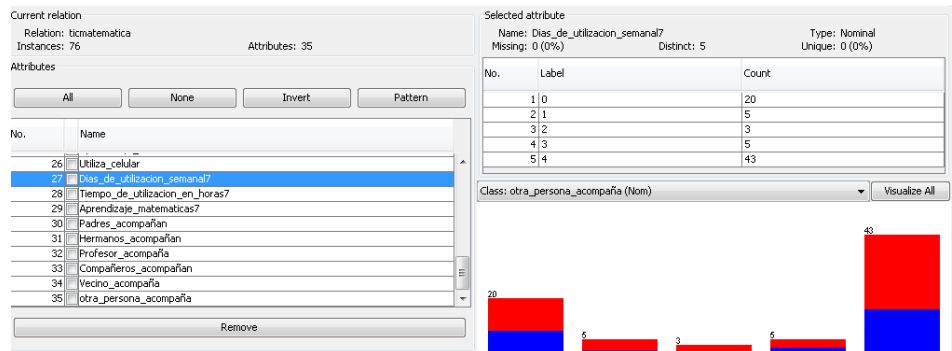 Current relation
Relation: ticmatematica
Instances: 76 Attributes: 35
Attributes
All None Invert Pattern
No. Name
26 Utiliza_celular
27 Dias_de_utilizacion_semanal7
28 Tiempo_de_utilizacion_en_horas7
29 Aprendizaje_matematicas7
30 Padres_acompañan
31 Hermanos_acompañan
32 Profesor_acompaña
33 Compañeros_acompañan
34 Vecino_acompaña
35 otra_persona_acompaña
Remove
Selected attribute
Name: Dias_de_utilizacion_semanal7 Type: Nominal
Missing: 0 (0%) Distinct: 5 Unique: 0 (0%)
No. Label Count
1 0 20
2 1 5
3 2 3
4 3 5
5 4 43
Class: otra_persona_acompaña (Nom) Visualize All
20 5 3 5 43